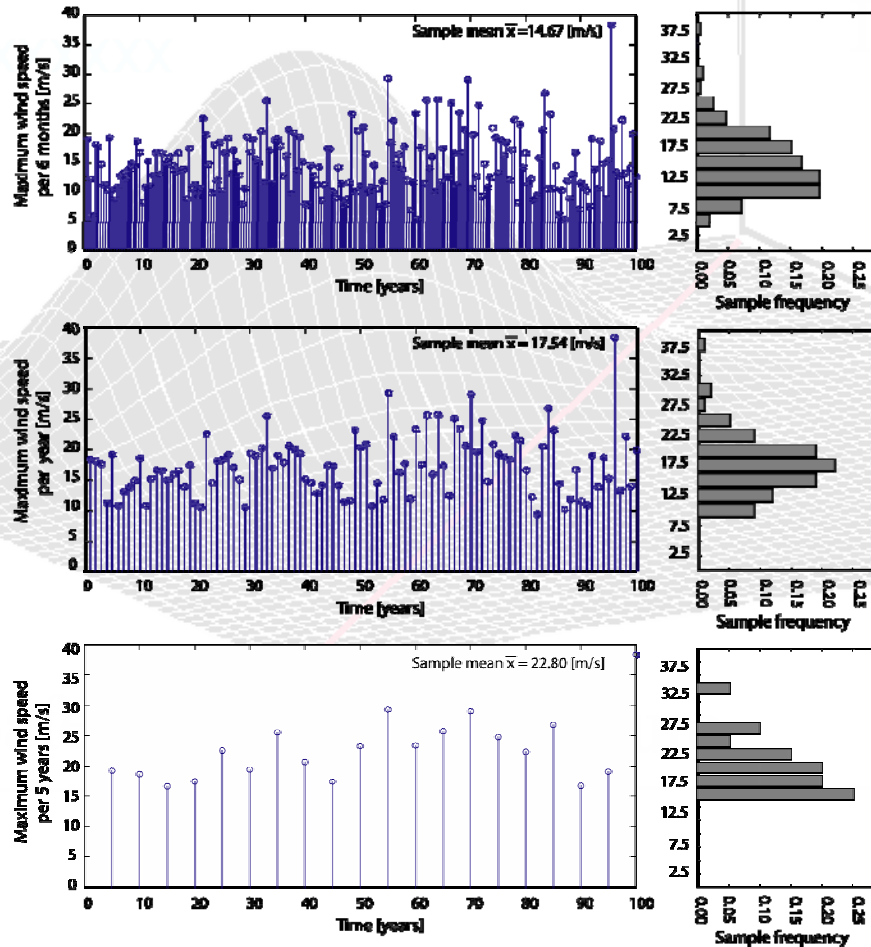 Maximum wind speed
per 6 months [m/s]
40
35
30
25
20
15
10
5
0
Sample mean x̅ =14.67 [m/s]
0 10 20 30 40 50 60 70 80 90 100
Time [years]
37.5
32.5
27.5
22.5
17.5
12.5
7.5
2.5
0.00 0.05 0.10 0.15 0.20 0.25
Sample frequency
Maximum wind speed
per year [m/s]
40
35
30
25
20
15
10
5
0
Sample mean x̅ = 17.54 [m/s]
0 10 20 30 40 50 60 70 80 90 100
Time [years]
37.5
32.5
27.5
22.5
17.5
12.5
7.5
2.5
0.00 0.05 0.10 0.15 0.20 0.25
Sample frequency
Maximum wind speed
per 5 years [m/s]
40
35
30
25
20
15
10
5
0
Sample mean x̅ = 22.80 [m/s]
0 10 20 30 40 50 60 70 80 90 100
Time [years]
37.5
32.5
27.5
22.5
17.5
12.5
7.5
2.5
0.00 0.05 0.10 0.15 0.20 0.25
Sample frequency